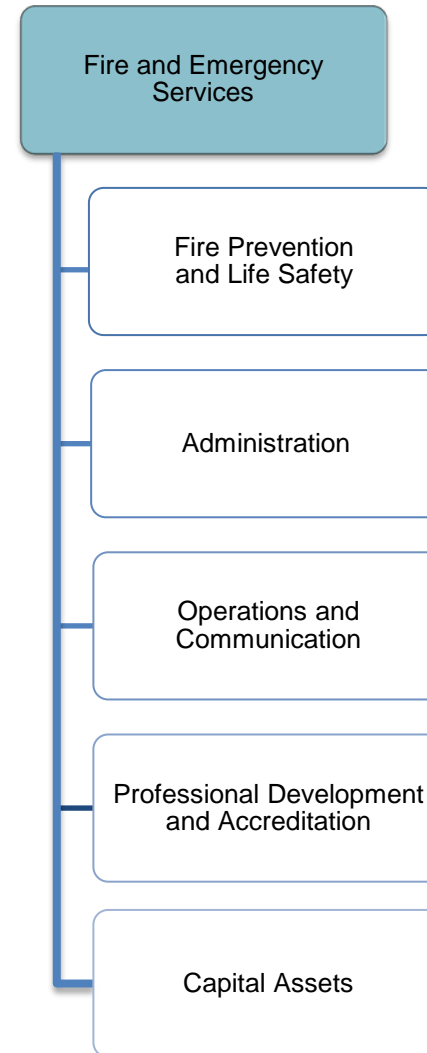 Fire and Emergency
Services
Fire Prevention
and Life Safety
Administration
Operations and
Communication
Professional Development
and Accreditation
Capital Assets